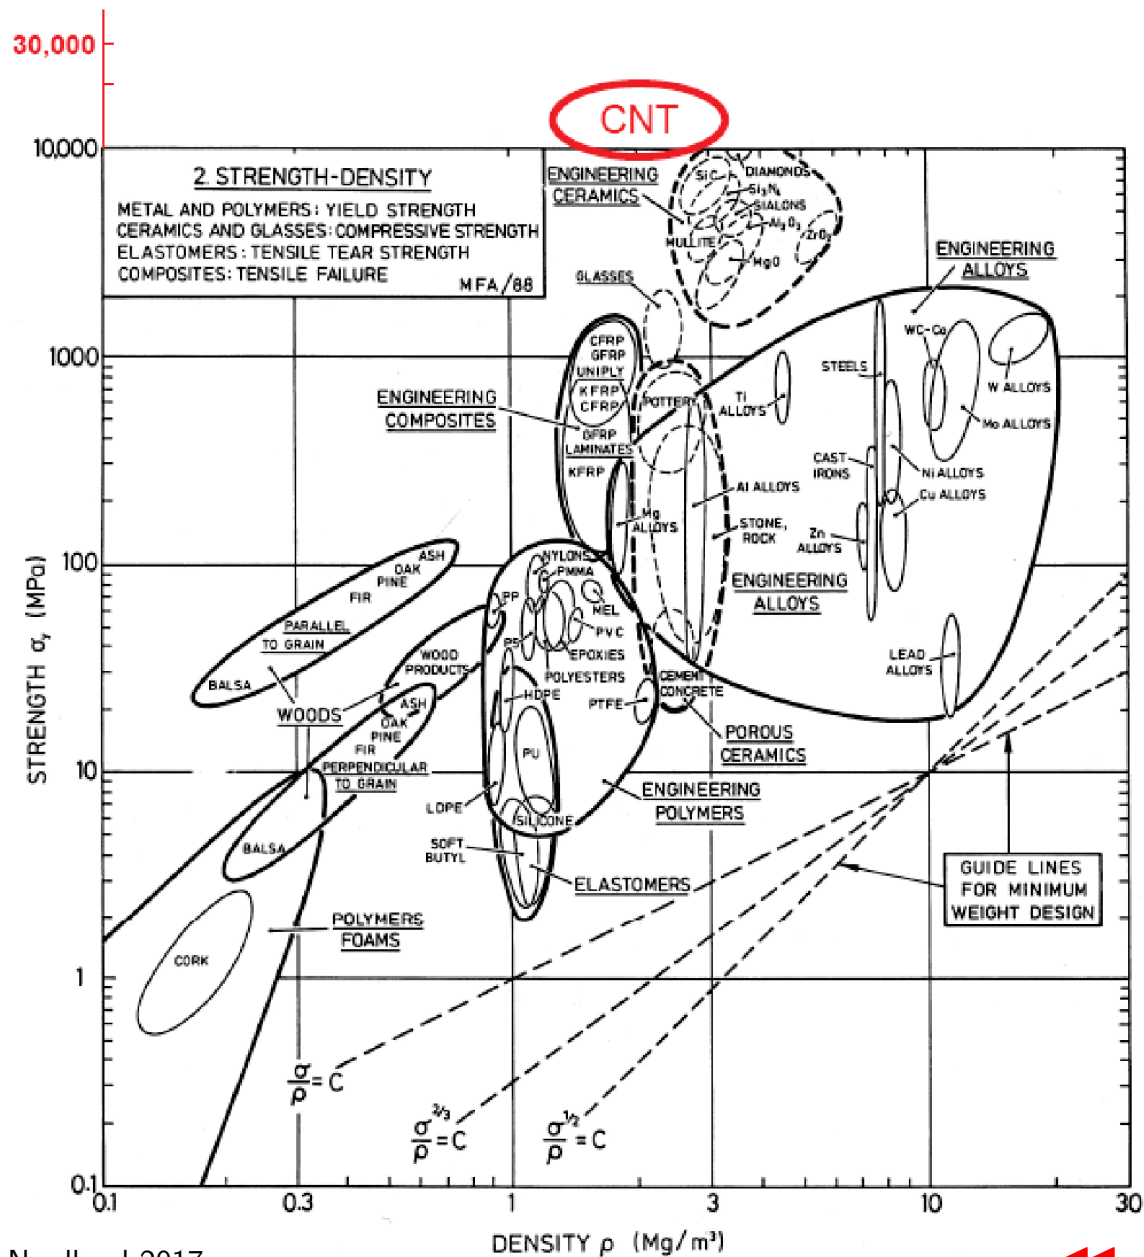 30,000
CNT
10,000
2. STRENGTH-DENSITY
METAL AND POLYMERS: YIELD STRENGTH
CERAMICS AND GLASSES: COMPRESSIVE STRENGTH
ELASTOMERS: TENSILE TEAR STRENGTH
COMPOSITES: TENSILE FAILURE
MFA/88
ENGINEERING
CERAMICS
SiC
DIAMONDS
Si₃N₄
SIALONS
Al₂O₃
ZrO₂
MULLITE
MgO
GLASSES
ENGINEERING
ALLOYS
1000
CFRP
GFRP
UNIPLY
KFRP
CFRP
GFRP
LAMINATES
KFRP
ENGINEERING
COMPOSITES
POTTERY
Ti
ALLOYS
STEELS
WC-Co
W ALLOYS
Mo ALLOYS
CAST
IRONS
Ni ALLOYS
Cu ALLOYS
Al ALLOYS
Mg
ALLOYS
STONE,
ROCK
Zn
ALLOYS
ENGINEERING
ALLOYS
100
ASH
OAK
PINE
FIR
PARALLEL
TO GRAIN
BALSA
NYLONS
PMMA
PP
MEL
PS
PVC
EPOXIES
POLYESTERS
HDPE
PTFE
WOOD
PRODUCTS
CEMENT
CONCRETE
LEAD
ALLOYS
WOODS
ASH
OAK
PINE
FIR
PERPENDICULAR
TO GRAIN
POROUS
CERAMICS
PU
10
LDPE
ENGINEERING
POLYMERS
SILICONE
SOFT
BUTYL
BALSA
ELASTOMERS
GUIDE LINES
FOR MINIMUM
WEIGHT DESIGN
POLYMERS
FOAMS
CORK
1
σ/ρ = C
σ^2/3/ρ = C
σ^1/2/ρ = C
0.1
STRENGTH σy (MPa)
0.1 0.3 1 3 10 30
DENSITY ρ (Mg/m³)